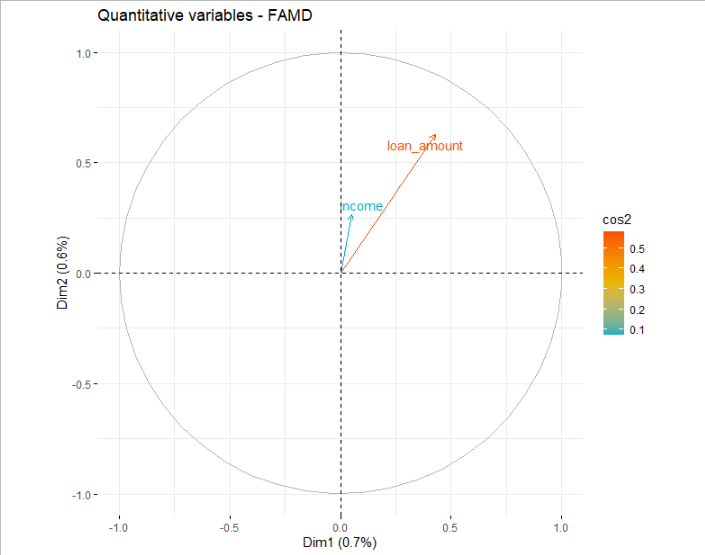 Quantitative variables - FAMD
1.0
loan_amount
0.5
income
cos2
0.5
0.4
0.3
0.2
0.1
Dim2 (0.6%)
0.0
-0.5
-1.0
-1.0 -0.5 0.0 0.5 1.0
Dim1 (0.7%)